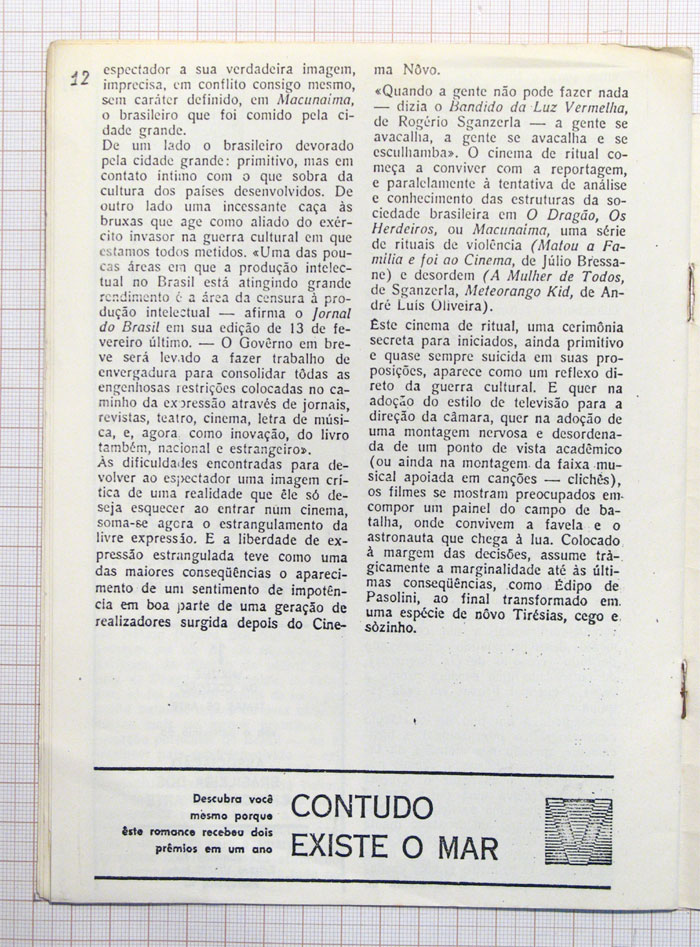 12
espectador a sua verdadeira imagem,
imprecisa, em conflito consigo mesmo,
sem caráter definido, em Macunaima,
o brasileiro que foi comido pela ci-
dade grande.
De um lado o brasileiro devorado
pela cidade grande: primitivo, mas em
contato íntimo com o que sobra da
cultura dos países desenvolvidos. De
outro lado uma incessante caça às
bruxas que age como aliado do exér-
cito invasor na guerra cultural em que
estamos todos metidos. «Uma das pou-
cas áreas em que a produção intelec-
tual no Brasil está atingindo grande
rendimento é a área da censura à pro-
dução intelectual — afirma o Jornal
do Brasil em sua edição de 13 de fe-
vereiro último. — O Govêrno em bre-
ve será levado a fazer trabalho de
envergadura para consolidar tôdas as
engenhosas restrições colocadas no ca-
minho da expressão através de jornais,
revistas, teatro, cinema, letra de músi-
ca, e, agora como inovação, do livro
também, nacional e estrangeiro».
Às dificuldades encontradas para de-
volver ao espectador uma imagem crí-
tica de uma realidade que êle só de-
seja esquecer ao entrar num cinema,
soma-se agora o estrangulamento da
livre expressão. E a liberdade de ex-
pressão estrangulada teve como uma
das maiores conseqüências o apareci-
mento de um sentimento de impotên-
cia em boa parte de uma geração de
realizadores surgida depois do Cine-
ma Nôvo.
«Quando a gente não pode fazer nada
— dizia o Bandido da Luz Vermelha,
de Rogério Sganzerla — a gente se
avacalha, a gente se avacalha e se
esculhamba». O cinema de ritual co-
meça a conviver com a reportagem,
e paralelamente à tentativa de análise
e conhecimento das estruturas da so-
ciedade brasileira em O Dragão, Os
Herdeiros, ou Macunaima, uma série
de rituais de violência (Matou a Fa-
milia e foi ao Cinema, de Júlio Bressa-
ne) e desordem (A Mulher de Todos,
de Sganzerla, Meteorango Kid, de An-
dré Luís Oliveira).
Êste cinema de ritual, uma cerimônia
secreta para iniciados, ainda primitivo
e quase sempre suicida em suas pro-
posições, aparece como um reflexo di-
reto da guerra cultural. E quer na
adoção do estilo de televisão para a
direção da câmara, quer na adoção de
uma montagem nervosa e desordena-
da de um ponto de vista acadêmico
(ou ainda na montagem da faixa mu-
sical apoiada em canções — clichês),
os filmes se mostram preocupados em
compor um painel do campo de ba-
talha, onde convivem a favela e o
astronauta que chega à lua. Colocado
à margem das decisões, assume trà-
gicamente a marginalidade até às últi-
mas conseqüências, como Édipo de
Pasolini, ao final transformado em
uma espécie de nôvo Tirésias, cego e
sòzinho.
Descubra você
mesmo porque
êste romance recebeu dois
prêmios em um ano
CONTUDO
EXISTE O MAR